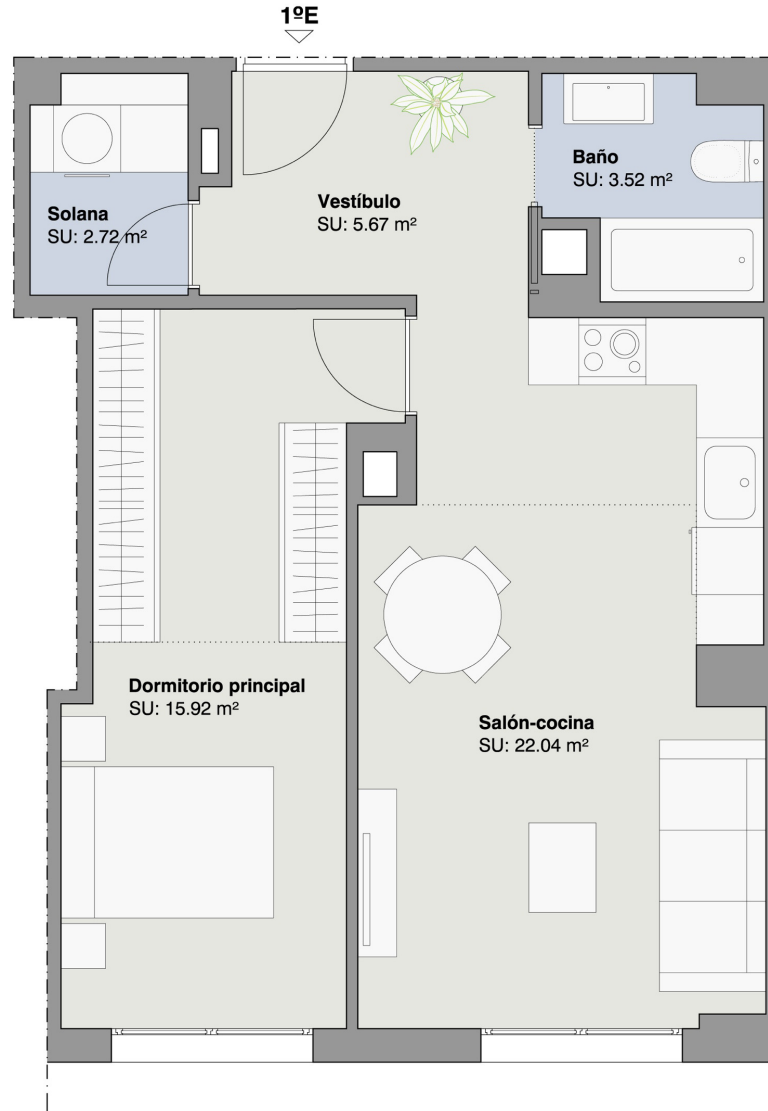 1ºE
Baño
SU: 3.52 m²
Vestíbulo
SU: 5.67 m²
Solana
SU: 2.72 m²
Dormitorio principal
SU: 15.92 m²
Salón-cocina
SU: 22.04 m²